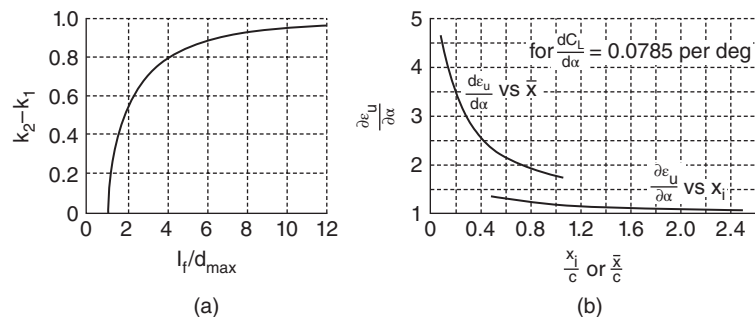 1.0
0.8
0.6
0.4
0.2
0
k2–k1
0 2 4 6 8 10 12
lf/dmax
(a)
5
4
3
2
1
∂εu/∂α
for dCL/dα = 0.0785 per deg
dεu/dα vs x̄
∂εu/∂α vs xi
0 0.4 0.8 1.2 1.6 2.0 2.4
xi/c or x̄/c
(b)